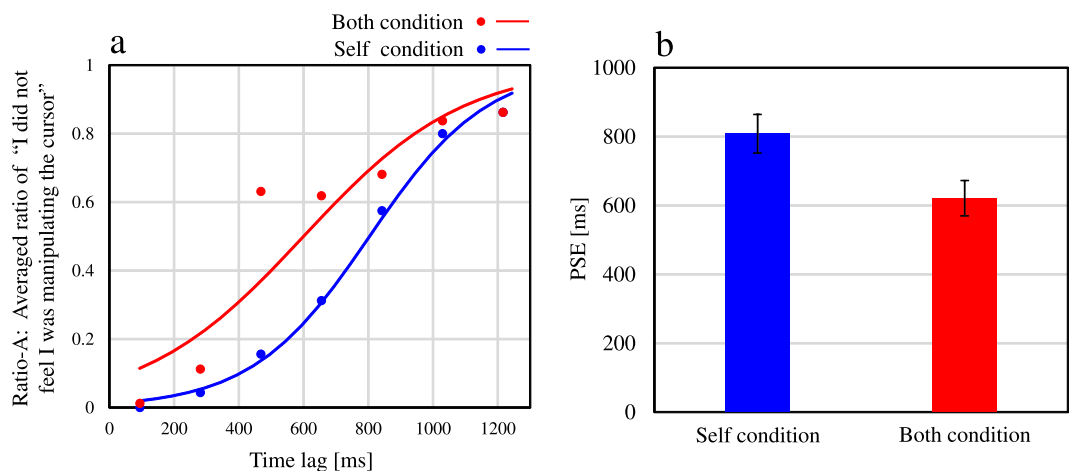 Both condition
Self condition
a
1
0.8
0.6
0.4
0.2
0
0 200 400 600 800 1000 1200
Time lag [ms]
Ratio-A: Averaged ratio of “I did not
feel I was manipulating the cursor”
b
1000
800
600
400
200
0
PSE [ms]
Self condition Both condition